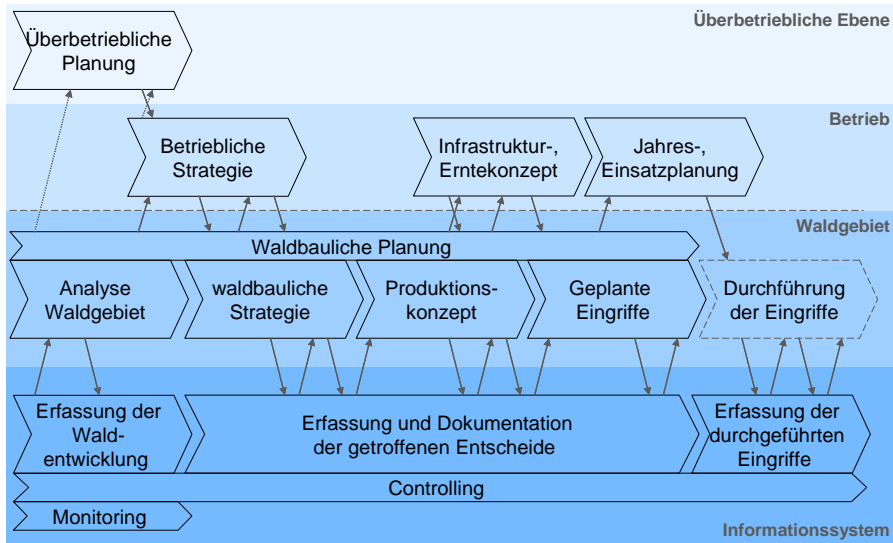 Überbetriebliche Ebene
Überbetriebliche
Planung
Betrieb
Betriebliche
Strategie
Infrastruktur-,
Erntekonzept
Jahres-,
Einsatzplanung
Waldgebiet
Waldbauliche Planung
Analyse
Waldgebiet
waldbauliche
Strategie
Produktions-
konzept
Geplante
Eingriffe
Durchführung
der Eingriffe
Erfassung der
Wald-
entwicklung
Erfassung und Dokumentation
der getroffenen Entscheide
Erfassung der
durchgeführten
Eingriffe
Controlling
Monitoring
Informationssystem